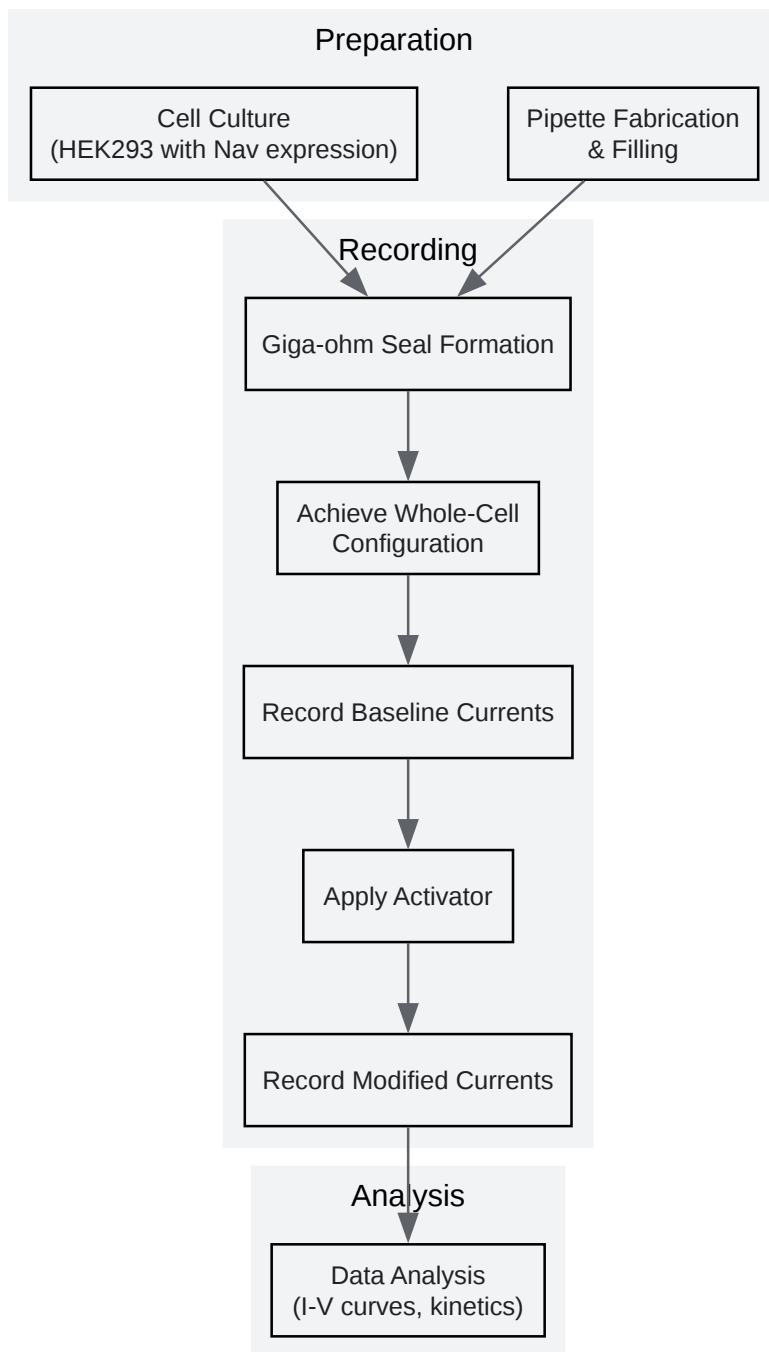 Preparation
Cell Culture
(HEK293 with Nav expression)
Pipette Fabrication
& Filling
Recording
Giga-ohm Seal Formation
Achieve Whole-Cell
Configuration
Record Baseline Currents
Apply Activator
Record Modified Currents
Analysis
Data Analysis
(I-V curves, kinetics)